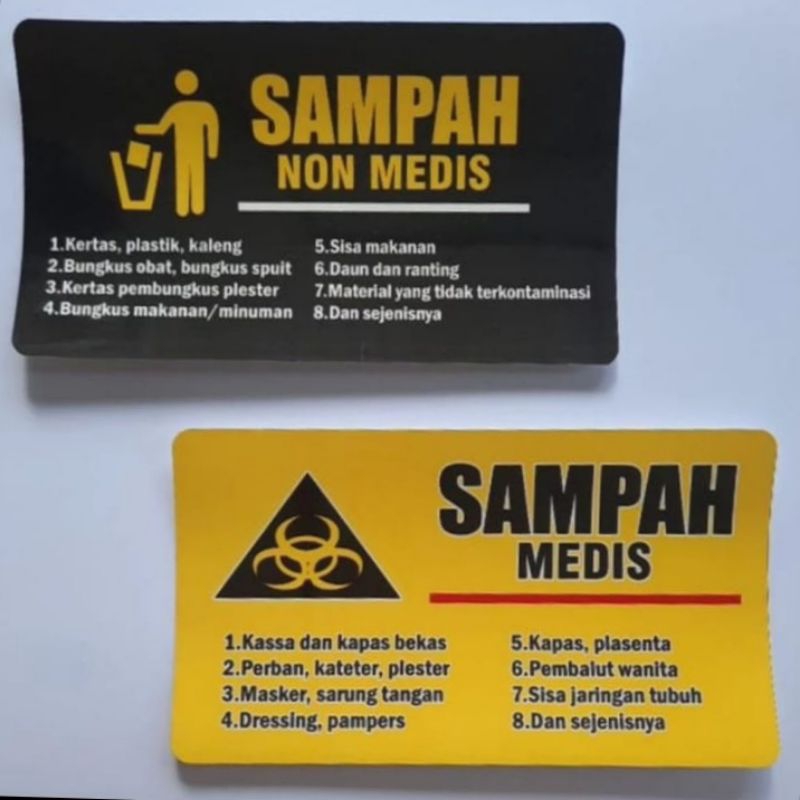 SAMPAH
NON MEDIS
1.Kertas, plastik, kaleng
2.Bungkus obat, bungkus spuit
3.Kertas pembungkus plester
4.Bungkus makanan/minuman
5.Sisa makanan
6.Daun dan ranting
7.Material yang tidak terkontaminasi
8.Dan sejenisnya
SAMPAH
MEDIS
1.Kassa dan kapas bekas
2.Perban, kateter, plester
3.Masker, sarung tangan
4.Dressing, pampers
5.Kapas, plasenta
6.Pembalut wanita
7.Sisa jaringan tubuh
8.Dan sejenisnya